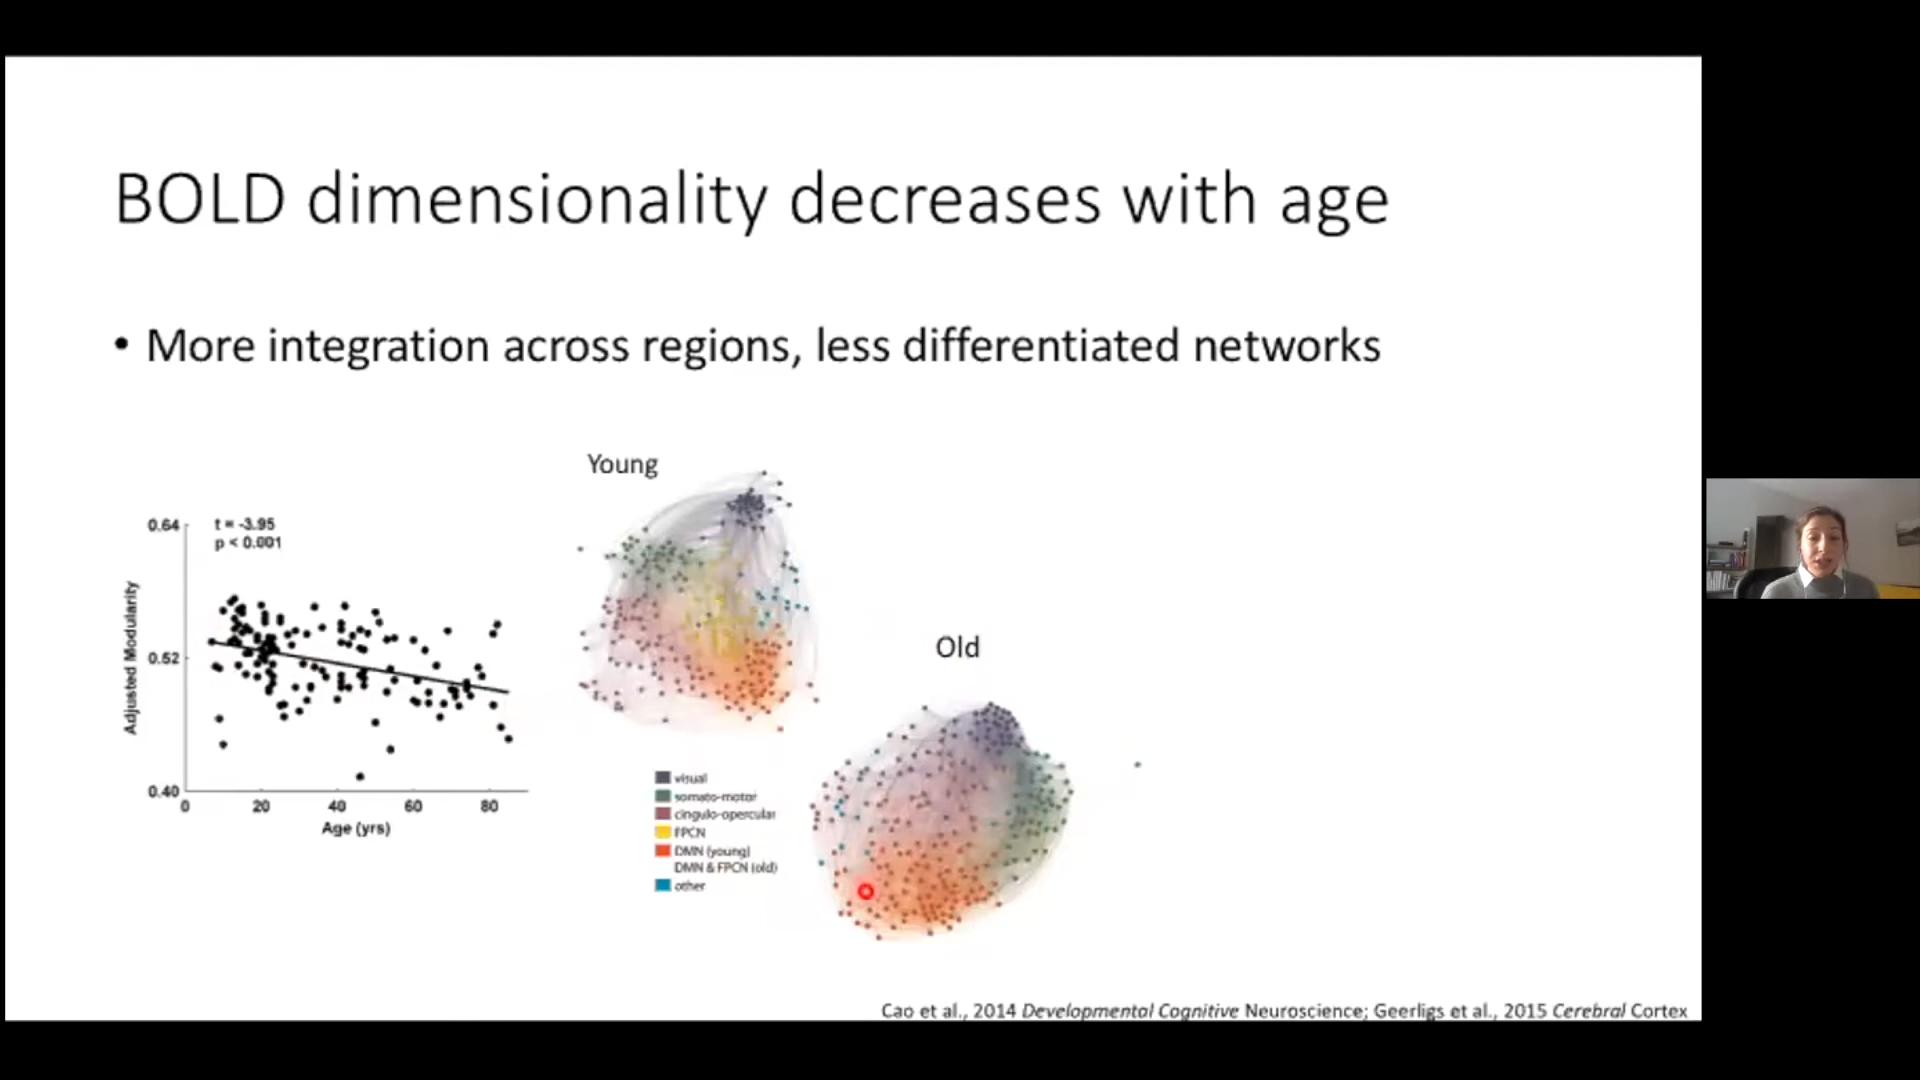 BOLD dimensionality decreases with age
• More integration across regions, less differentiated networks
Young
Old
t = -3.95
p < 0.001
0.64
0.52
0.40
Adjusted Modularity
0
20
40
60
80
Age (yrs)
visual
somato-motor
cingulo-opercular
FPCN
DMN (young)
DMN & FPCN (old)
other
Cao et al., 2014 Developmental Cognitive Neuroscience; Geerligs et al., 2015 Cerebral Cortex